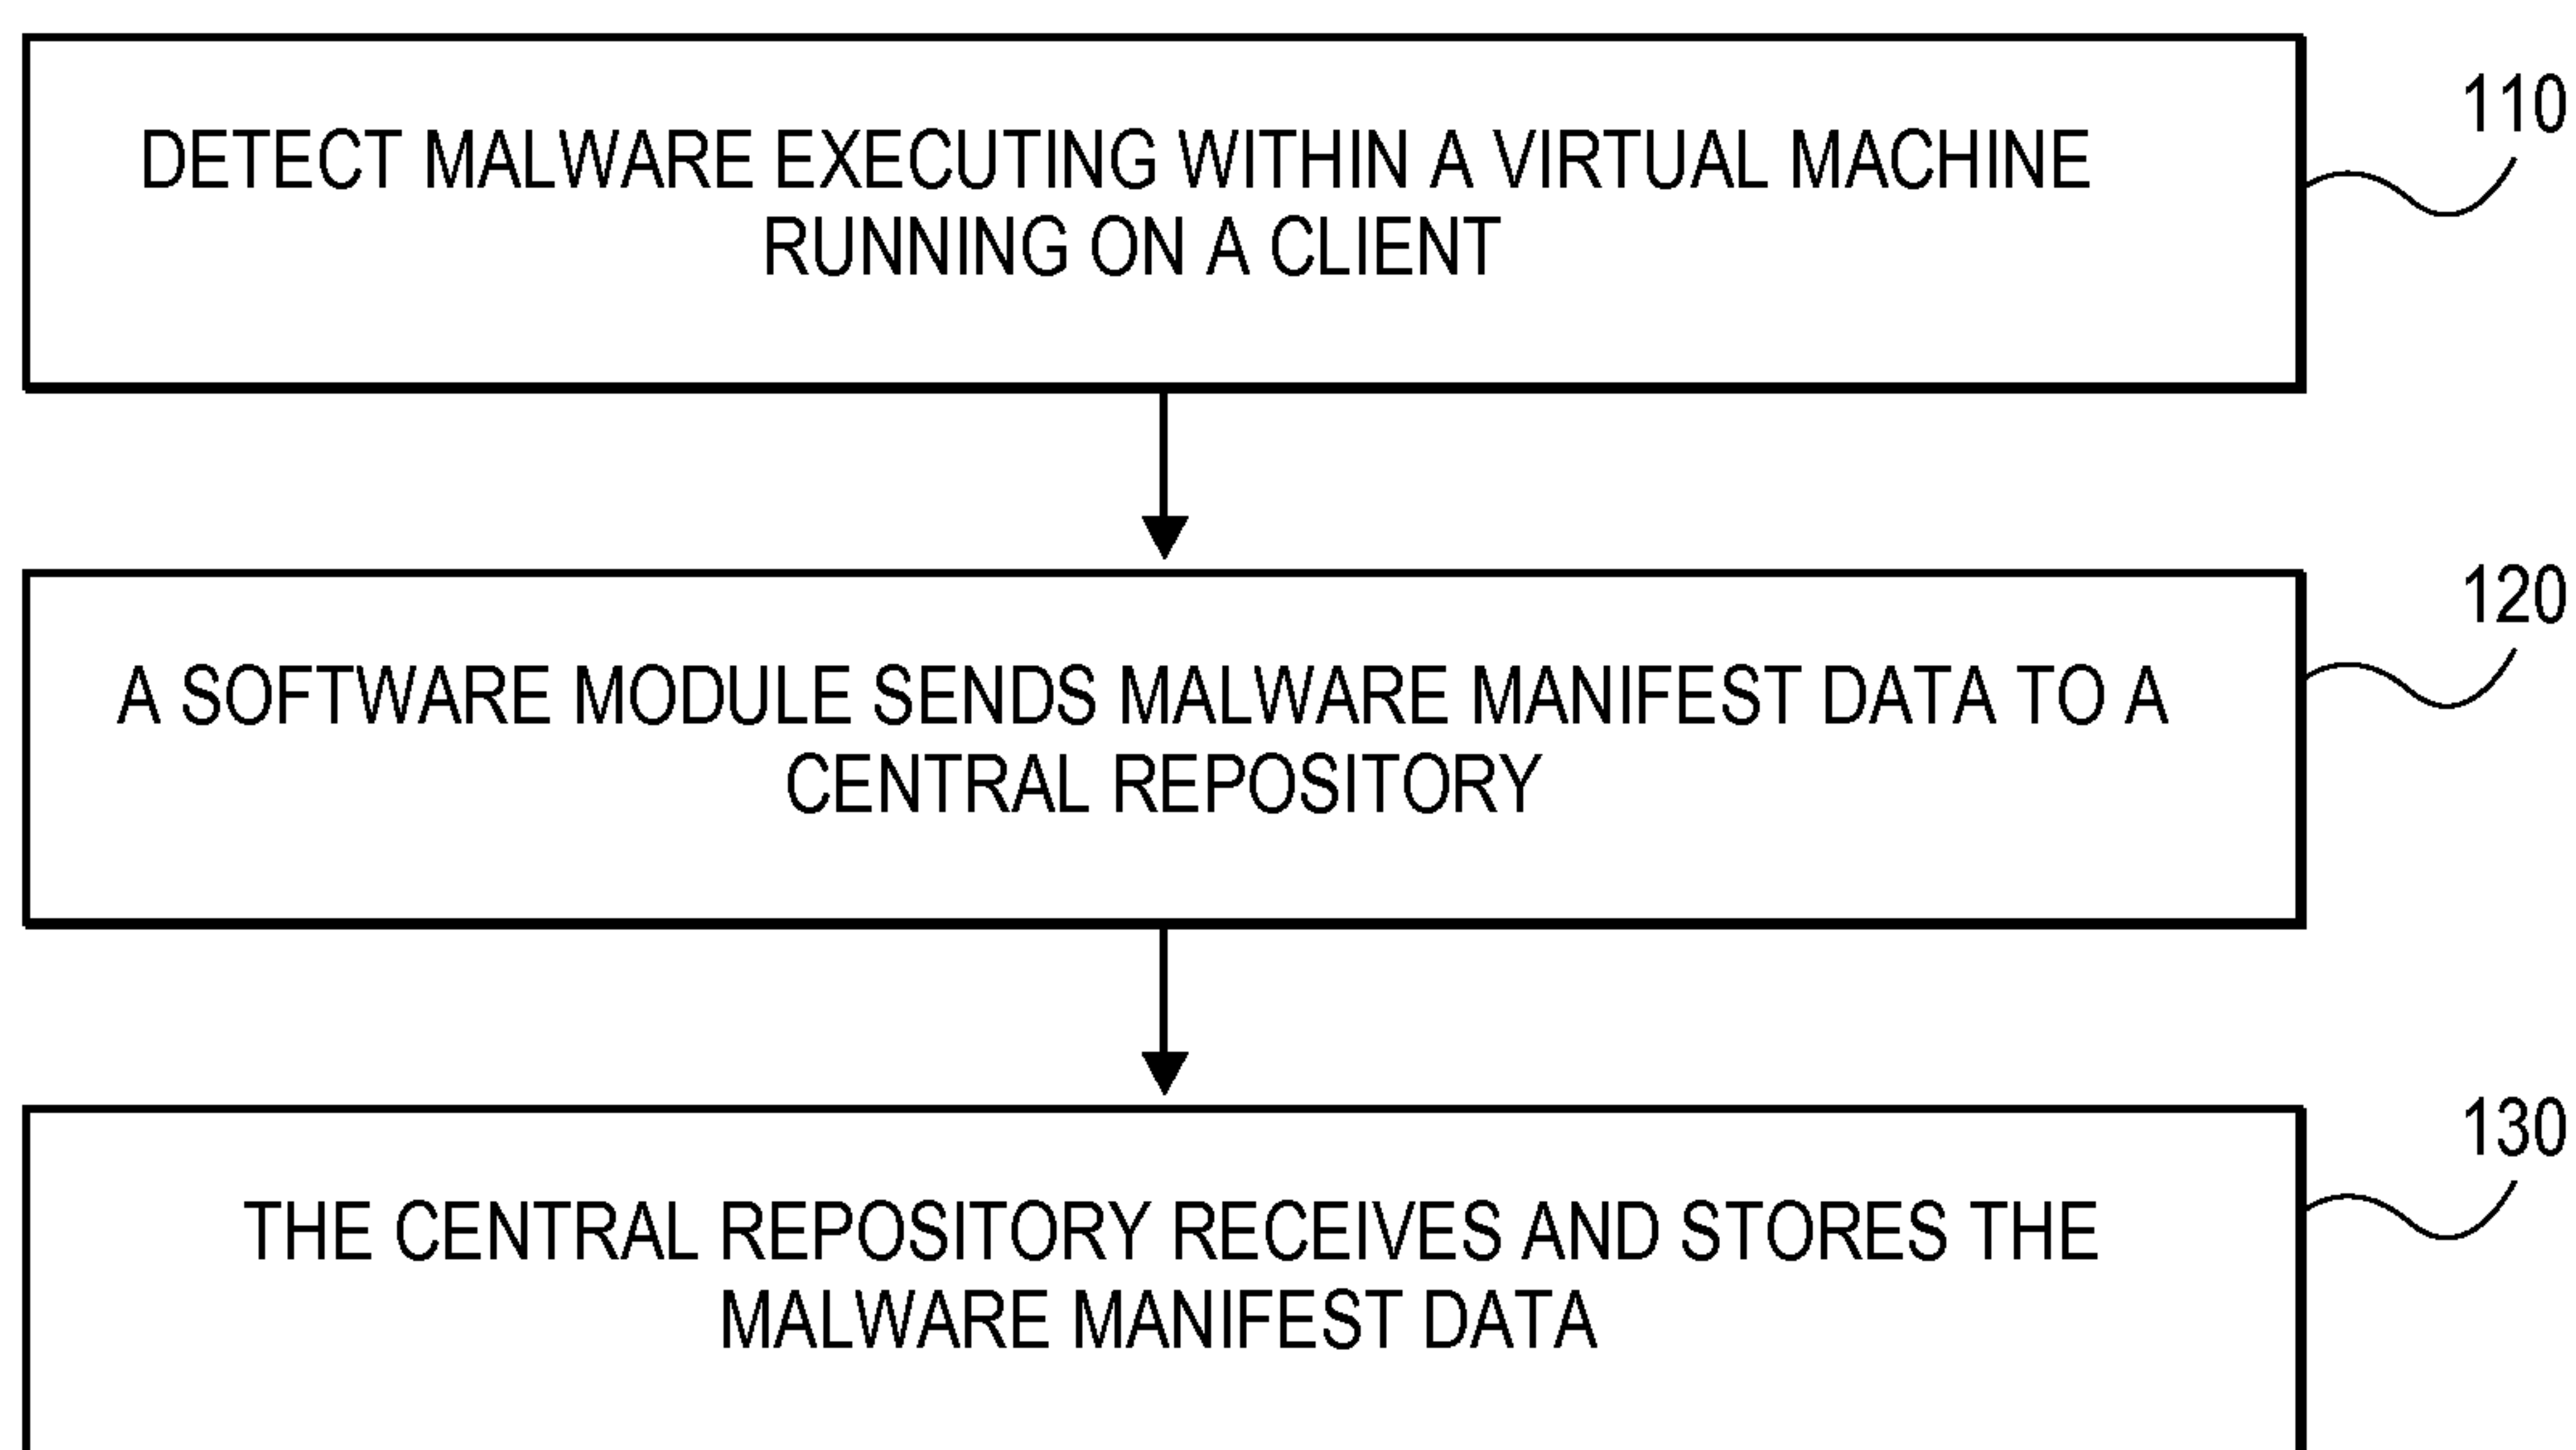 DETECT MALWARE EXECUTING WITHIN A VIRTUAL MACHINE
RUNNING ON A CLIENT
110
A SOFTWARE MODULE SENDS MALWARE MANIFEST DATA TO A
CENTRAL REPOSITORY
120
THE CENTRAL REPOSITORY RECEIVES AND STORES THE
MALWARE MANIFEST DATA
130